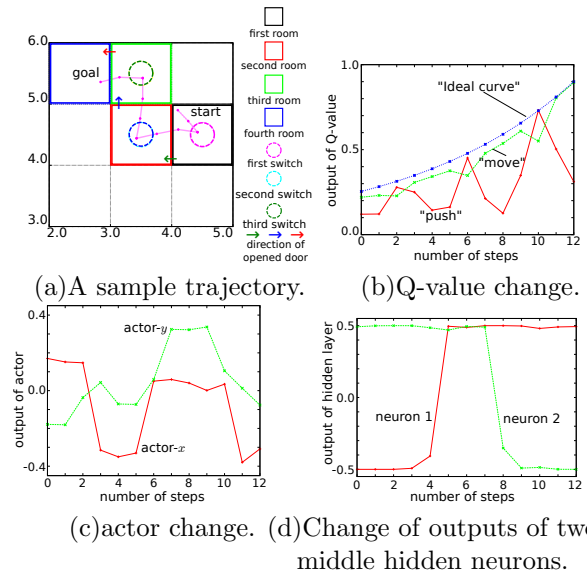 6.0
5.0
4.0
3.0
2.0 3.0 4.0 5.0
goal
start
first room
second room
third room
fourth room
first switch
second switch
third switch
direction of
opened door
(a)A sample trajectory.
output of Q-value
1.0
0.5
0.0
0 2 4 6 8 10 12
number of steps
"Ideal curve"
"move"
"push"
(b)Q-value change.
output of actor
0.4
0.0
-0.4
0 2 4 6 8 10 12
number of steps
actor-y
actor-x
(c)actor change.
output of hidden layer
0.5
0.0
-0.5
0 2 4 6 8 10 12
number of steps
neuron 1
neuron 2
(d)Change of outputs of two
middle hidden neurons.